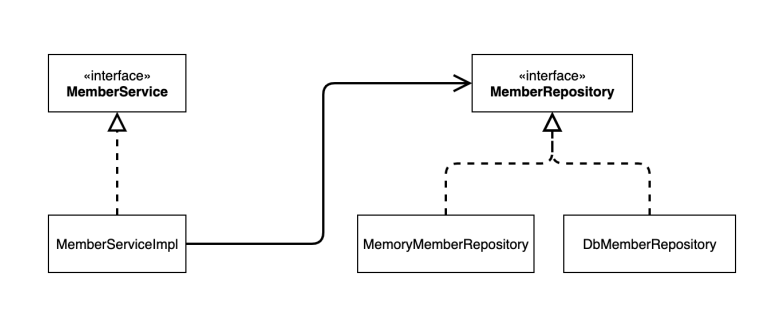 «interface»
MemberService
«interface»
MemberRepository
MemberServiceImpl
MemoryMemberRepository
DbMemberRepository